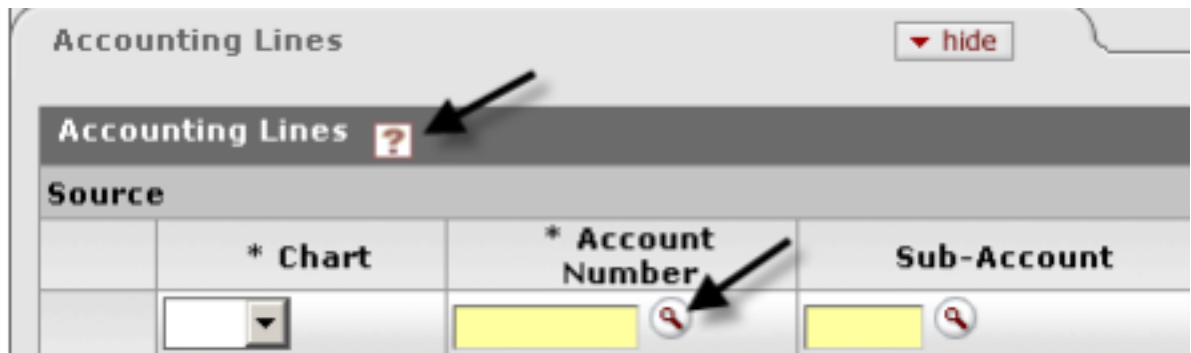 Accounting Lines
hide
Accounting Lines ?
Source
* Chart
* Account
Number
Sub-Account